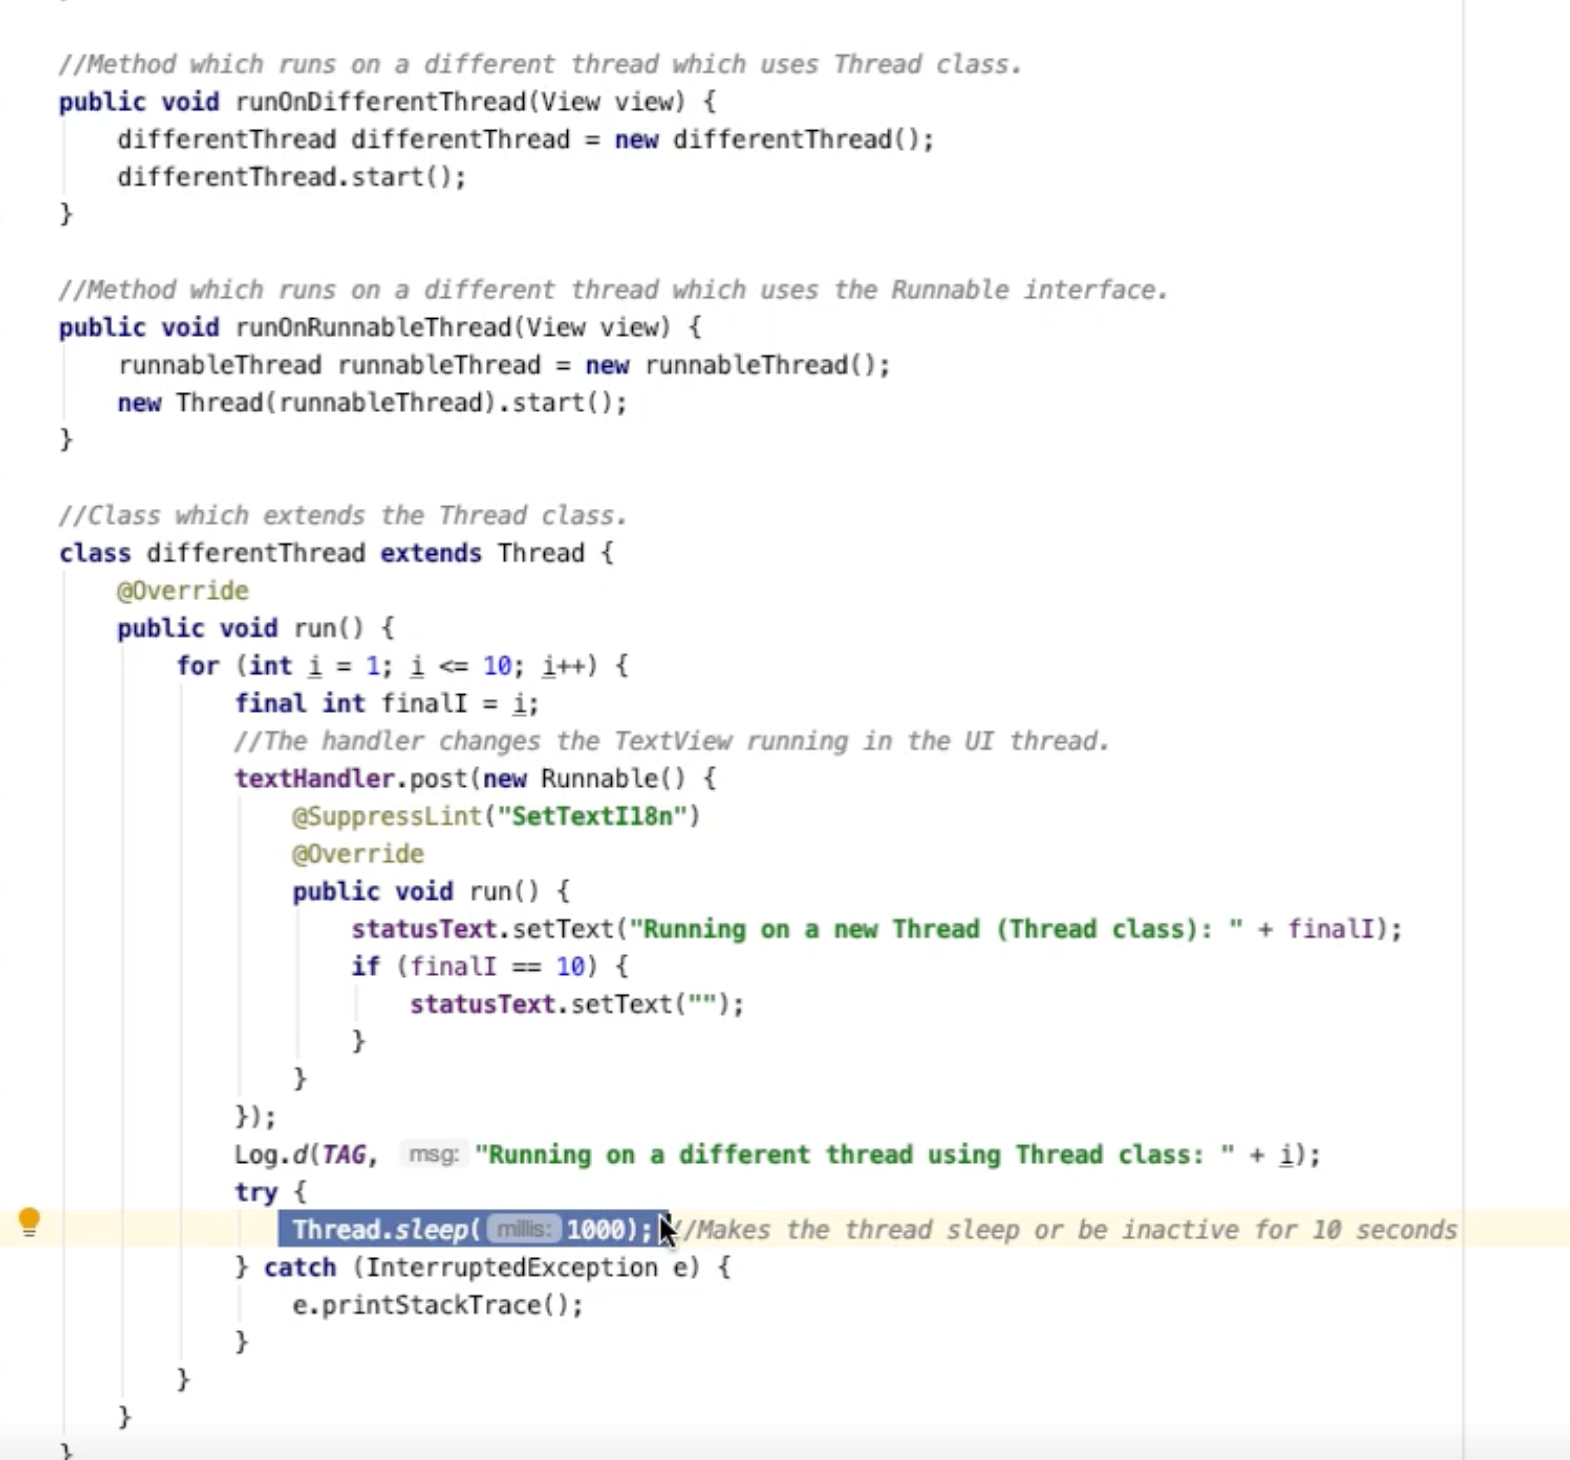 //Method which runs on a different thread which uses Thread class.
public void runOnDifferentThread(View view) {
differentThread differentThread = new differentThread();
differentThread.start();
}
//Method which runs on a different thread which uses the Runnable interface.
public void runOnRunnableThread(View view) {
runnableThread runnableThread = new runnableThread();
new Thread(runnableThread).start();
}
//Class which extends the Thread class.
class differentThread extends Thread {
@Override
public void run() {
for (int i = 1; i <= 10; i++) {
final int finalI = i;
//The handler changes the TextView running in the UI thread.
textHandler.post(new Runnable() {
@SuppressLint("SetTextI18n")
@Override
public void run() {
statusText.setText("Running on a new Thread (Thread class): " + finalI);
if (finalI == 10) {
statusText.setText("");
}
}
});
Log.d(TAG, msg: "Running on a different thread using Thread class: " + i);
try {
Thread.sleep( millis: 1000); //Makes the thread sleep or be inactive for 10 seconds
} catch (InterruptedException e) {
e.printStackTrace();
}
}
}
}